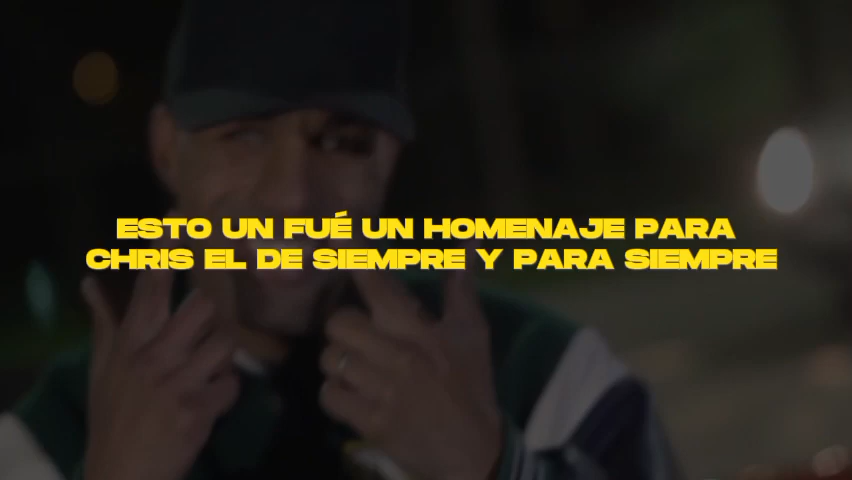 ESTO UN FUÉ UN HOMENAJE PARA
CHRIS EL DE SIEMPRE Y PARA SIEMPRE